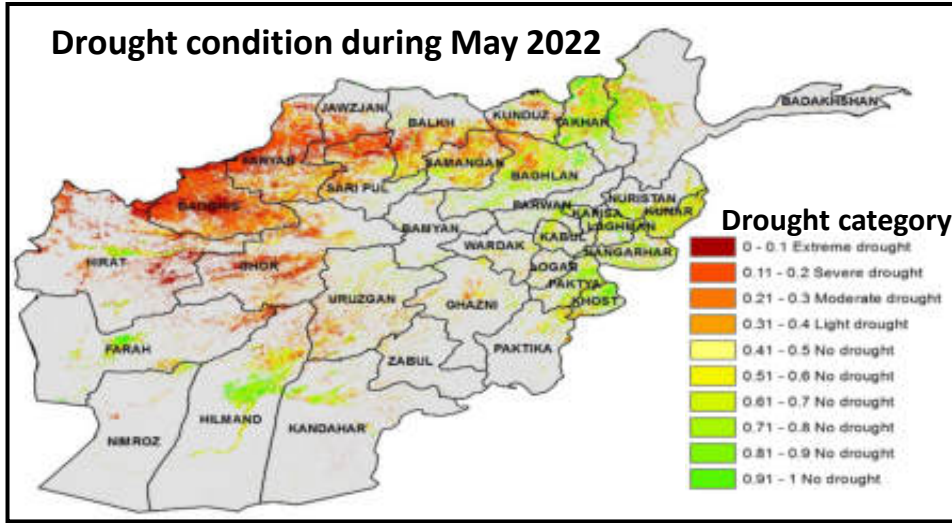 Drought condition during May 2022
BADAKHSHAN
JAWZJAN
BALKH
KUNDUZ
TAKHAR
FARYAB
SAMANGAN
SARI PUL
BAGHLAN
BADGHIS
NURISTAN
PARWAN
KAPISA
KUNAR
LAGHMAN
BAMYAN
KABUL
WARDAK
NANGARHAR
HIRAT
GHOR
LOGAR
PAKTYA
KHOST
URUZGAN
GHAZNI
FARAH
ZABUL
PAKTIKA
HILMAND
KANDAHAR
NIMROZ
Drought category
0 - 0.1 Extreme drought
0.11 - 0.2 Severe drought
0.21 - 0.3 Moderate drought
0.31 - 0.4 Light drought
0.41 - 0.5 No drought
0.51 - 0.6 No drought
0.61 - 0.7 No drought
0.71 - 0.8 No drought
0.81 - 0.9 No drought
0.91 - 1 No drought